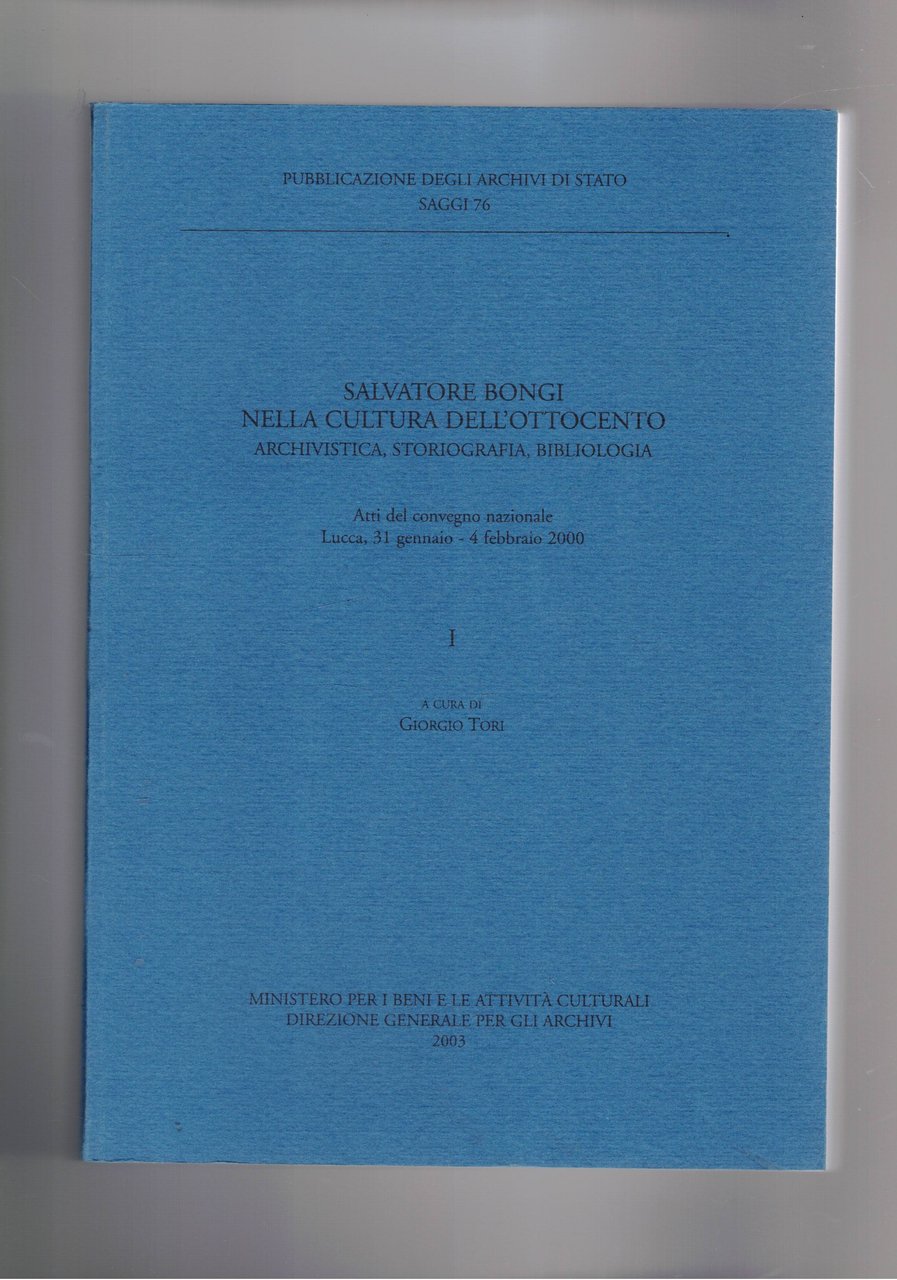 PUBBLICAZIONE DEGLI ARCHIVI DI STATO
SAGGI 76
SALVATORE BONGI
NELLA CULTURA DELL'OTTOCENTO
ARCHIVISTICA, STORIOGRAFIA, BIBLIOLOGIA
Atti del convegno nazionale
Lucca, 31 gennaio - 4 febbraio 2000
I
A CURA DI
GIORGIO TORI
MINISTERO PER I BENI E LE ATTIVITÀ CULTURALI
DIREZIONE GENERALE PER GLI ARCHIVI
2003